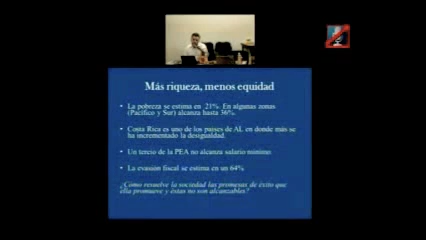 Más riqueza, menos equidad
• La pobreza se estima en 21%. En algunas zonas
(Pacífico y Sur) alcanza hasta 36%.
• Costa Rica es uno de los países de AL en donde más se
ha incrementado la desigualdad.
• Un tercio de la PEA no alcanza salario mínimo.
• La evasión fiscal se estima en un 64%.
¿Como resuelve la sociedad las promesas de éxito que
ella promueve y éstas no son alcanzables?